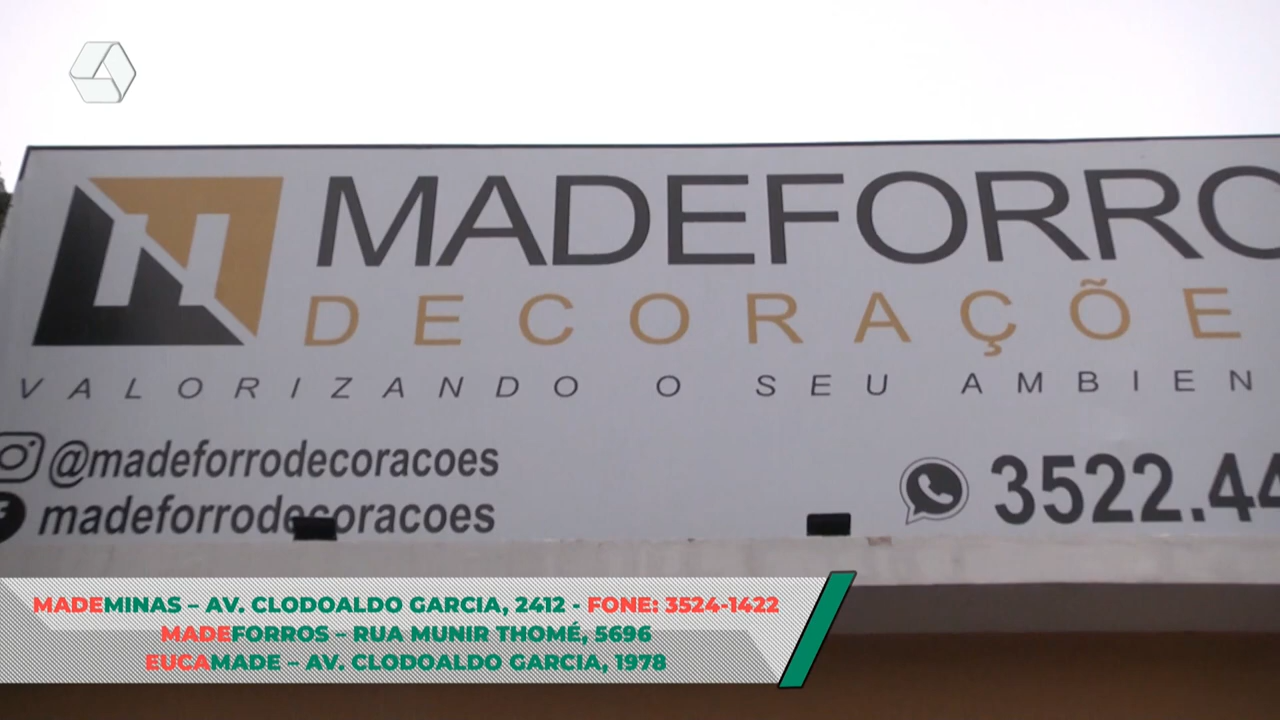 MADEFORRO
DECORAÇÕE
VALORIZANDO O SEU AMBIEN
@madeforrodecoracoes
madeforrodecoracoes
3522.44
MADEMINAS – AV. CLODOALDO GARCIA, 2412 - FONE: 3524-1422
MADEFORROS – RUA MUNIR THOMÉ, 5696
EUCAMADE – AV. CLODOALDO GARCIA, 1978